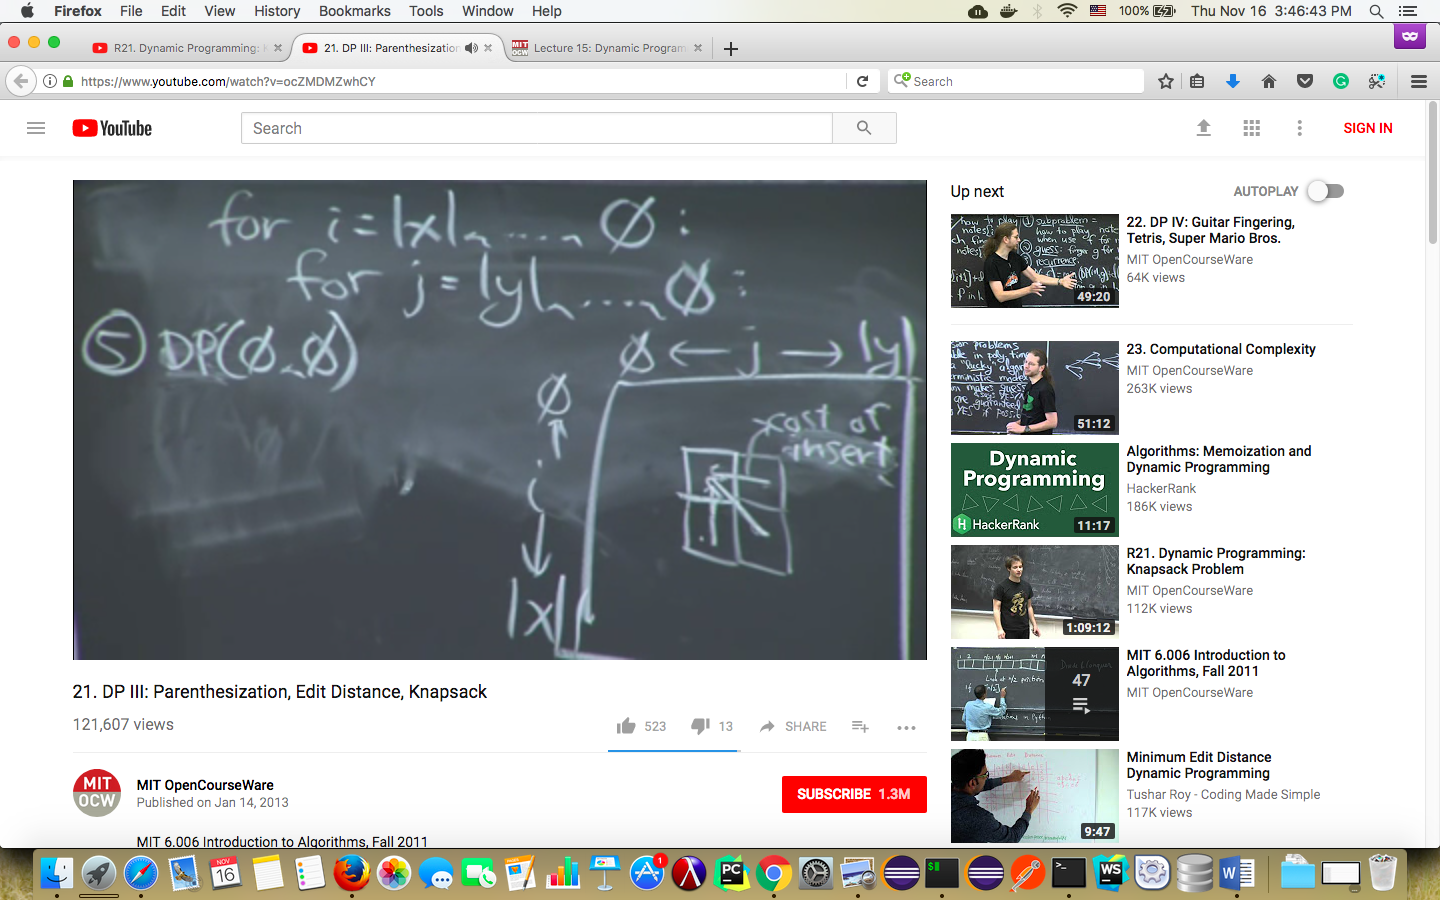 Firefox File Edit View History Bookmarks Tools Window Help 100% Thu Nov 16 3:46:43 PM
R21. Dynamic Programming: 21. DP III: Parenthesization Lecture 15: Dynamic Program
https://www.youtube.com/watch?v=ocZMDMZwhCY Search
YouTube Search SIGN IN
for i = |x|, ..... Ø :
for j = |y|, ..... Ø :
⑤ DP(Ø, Ø)
Ø ← j → |y|
Ø
↑
i
↓
|x|
cost of
insert
21. DP III: Parenthesization, Edit Distance, Knapsack
121,607 views
523 13 SHARE
MIT
OCW
MIT OpenCourseWare
Published on Jan 14, 2013
SUBSCRIBE 1.3M
MIT 6.006 Introduction to Algorithms, Fall 2011
Up next AUTOPLAY
49:20
22. DP IV: Guitar Fingering,
Tetris, Super Mario Bros.
MIT OpenCourseWare
64K views
51:12
23. Computational Complexity
MIT OpenCourseWare
263K views
Dynamic
Programming
H HackerRank
11:17
Algorithms: Memoization and
Dynamic Programming
HackerRank
186K views
1:09:12
R21. Dynamic Programming:
Knapsack Problem
MIT OpenCourseWare
112K views
47
MIT 6.006 Introduction to
Algorithms, Fall 2011
MIT OpenCourseWare
9:47
Minimum Edit Distance
Dynamic Programming
Tushar Roy - Coding Made Simple
117K views
NOV
16
1
PC
$
>_
WS
W